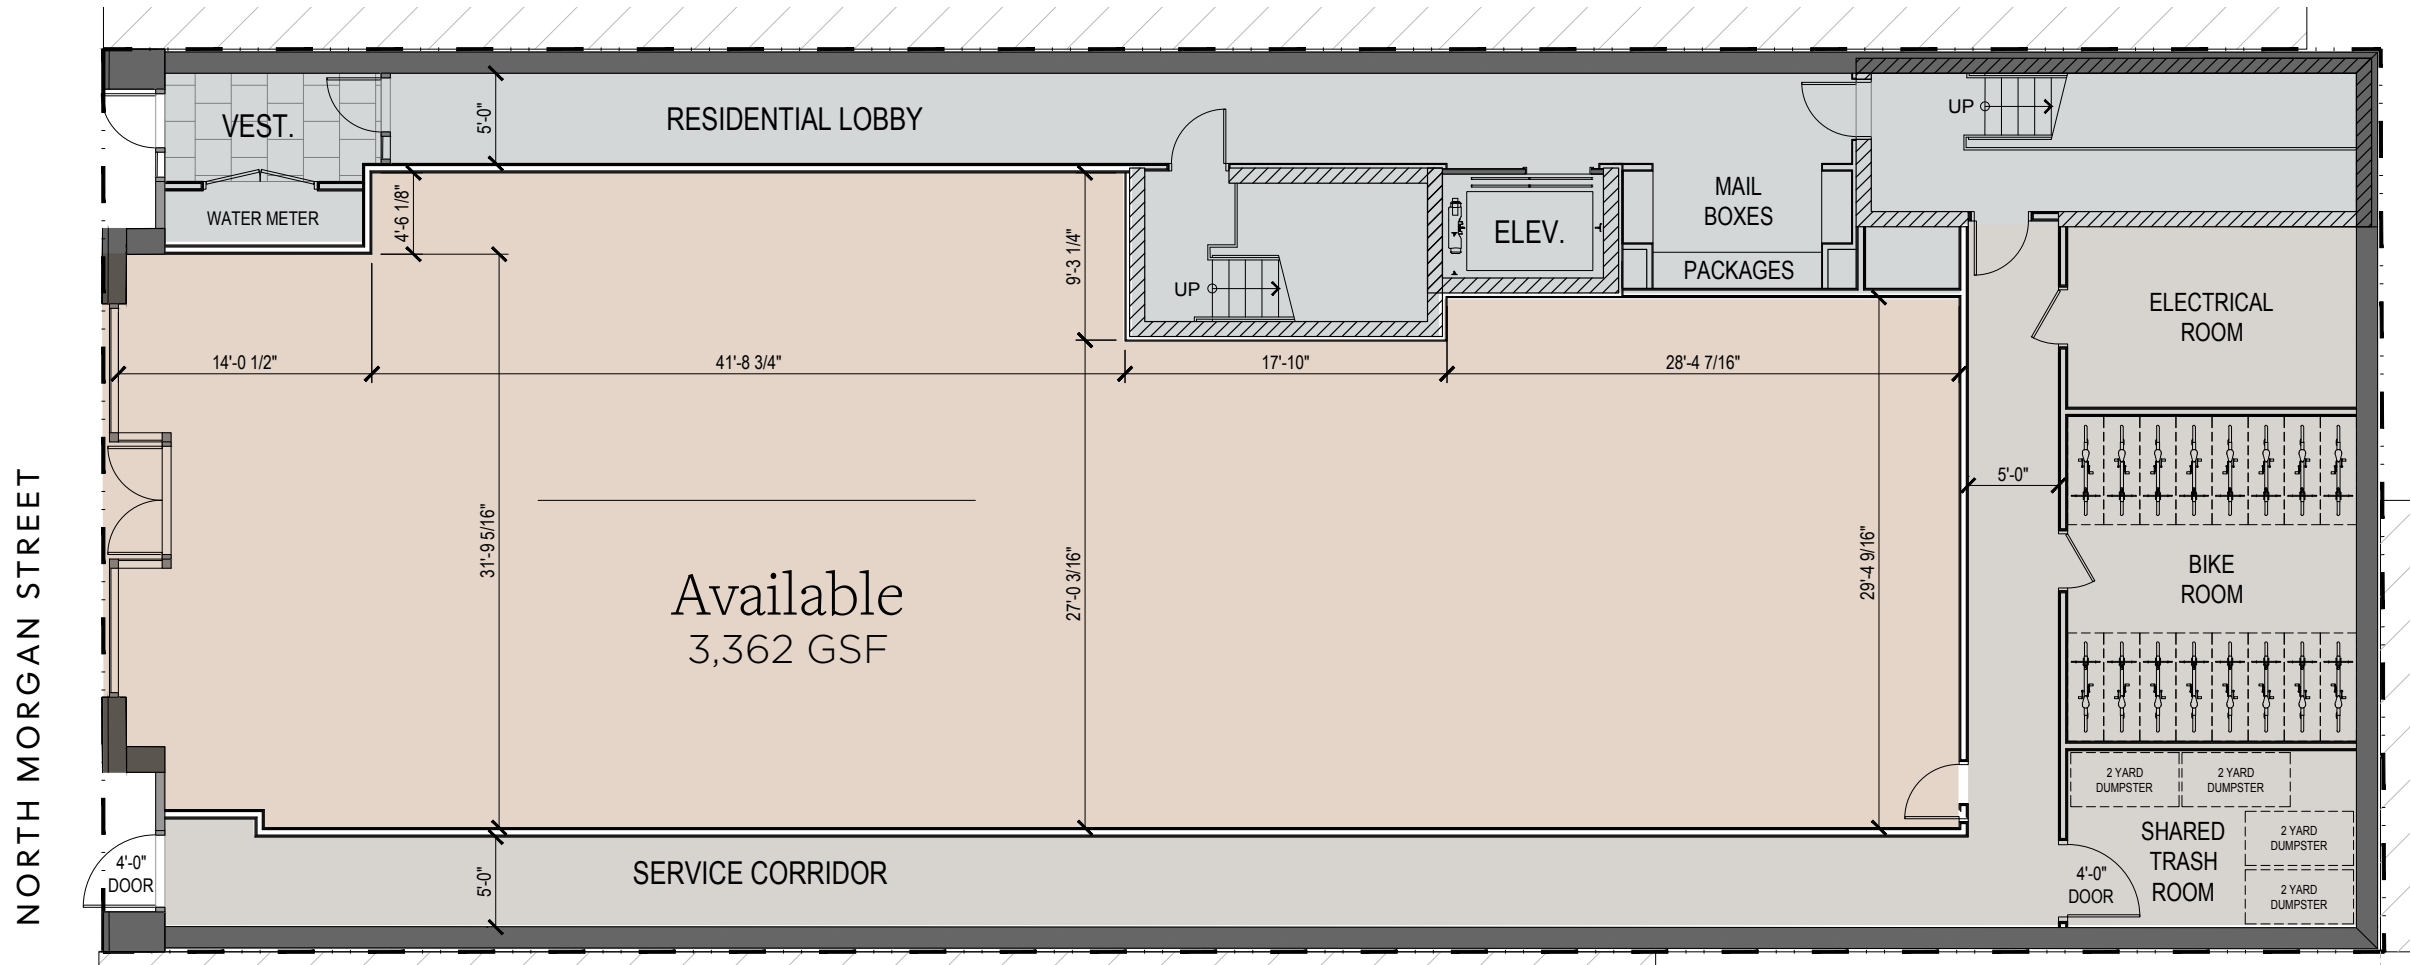 VEST.
5'-0"
RESIDENTIAL LOBBY
UP
WATER METER
4'-6 1/8"
9'-3 1/4"
UP
ELEV.
MAIL
BOXES
PACKAGES
ELECTRICAL
ROOM
14'-0 1/2"
41'-8 3/4"
17'-10"
28'-4 7/16"
NORTH MORGAN STREET
31'-9 5/16"
Available
3,362 GSF
27'-0 3/16"
29'-4 9/16"
5'-0"
BIKE
ROOM
2 YARD
DUMPSTER
2 YARD
DUMPSTER
SHARED
TRASH
ROOM
2 YARD
DUMPSTER
2 YARD
DUMPSTER
4'-0"
DOOR
5'-0"
SERVICE CORRIDOR
4'-0"
DOOR